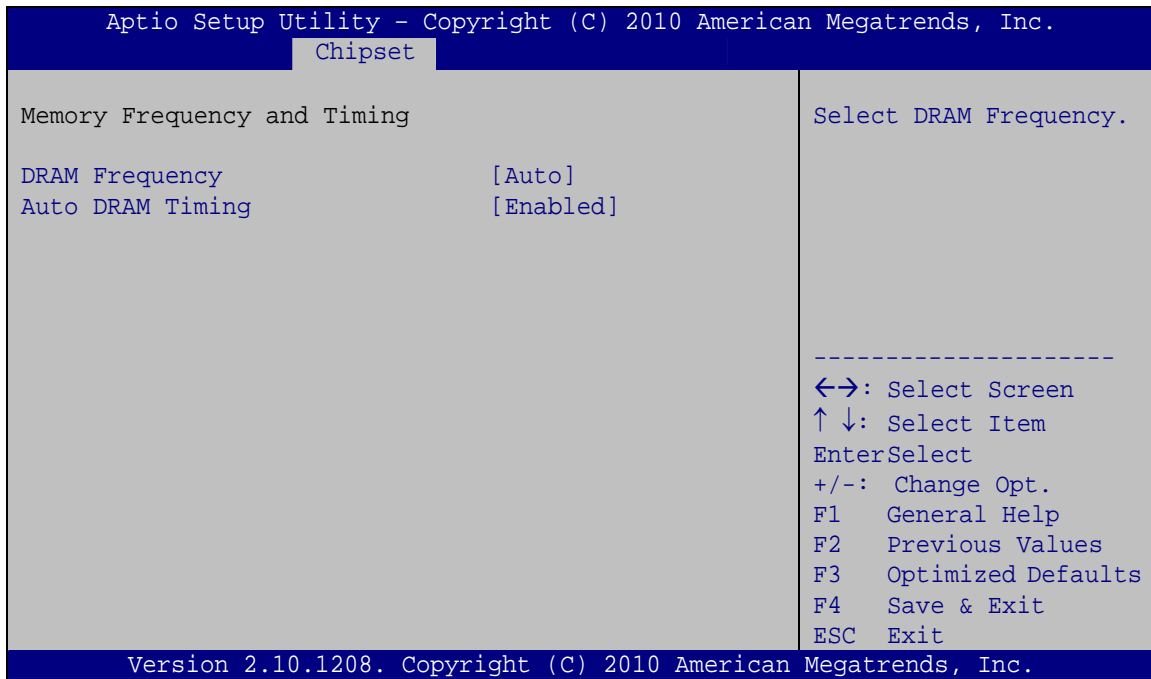 Aptio Setup Utility – Copyright (C) 2010 American Megatrends, Inc.
Chipset
Memory Frequency and Timing
DRAM Frequency [Auto]
Auto DRAM Timing [Enabled]
Select DRAM Frequency.
---------------------
←→: Select Screen
↑ ↓: Select Item
EnterSelect
+/-: Change Opt.
F1 General Help
F2 Previous Values
F3 Optimized Defaults
F4 Save & Exit
ESC Exit
Version 2.10.1208. Copyright (C) 2010 American Megatrends, Inc.